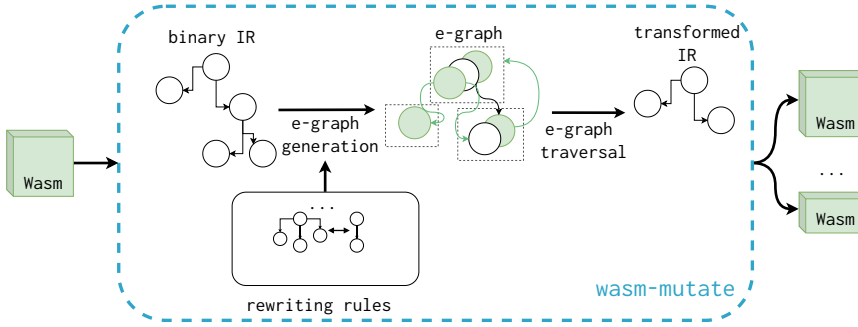 binary IR
e-graph
transformed
IR
Wasm
e-graph
generation
e-graph
traversal
Wasm
...
Wasm
...
rewriting rules
wasm-mutate